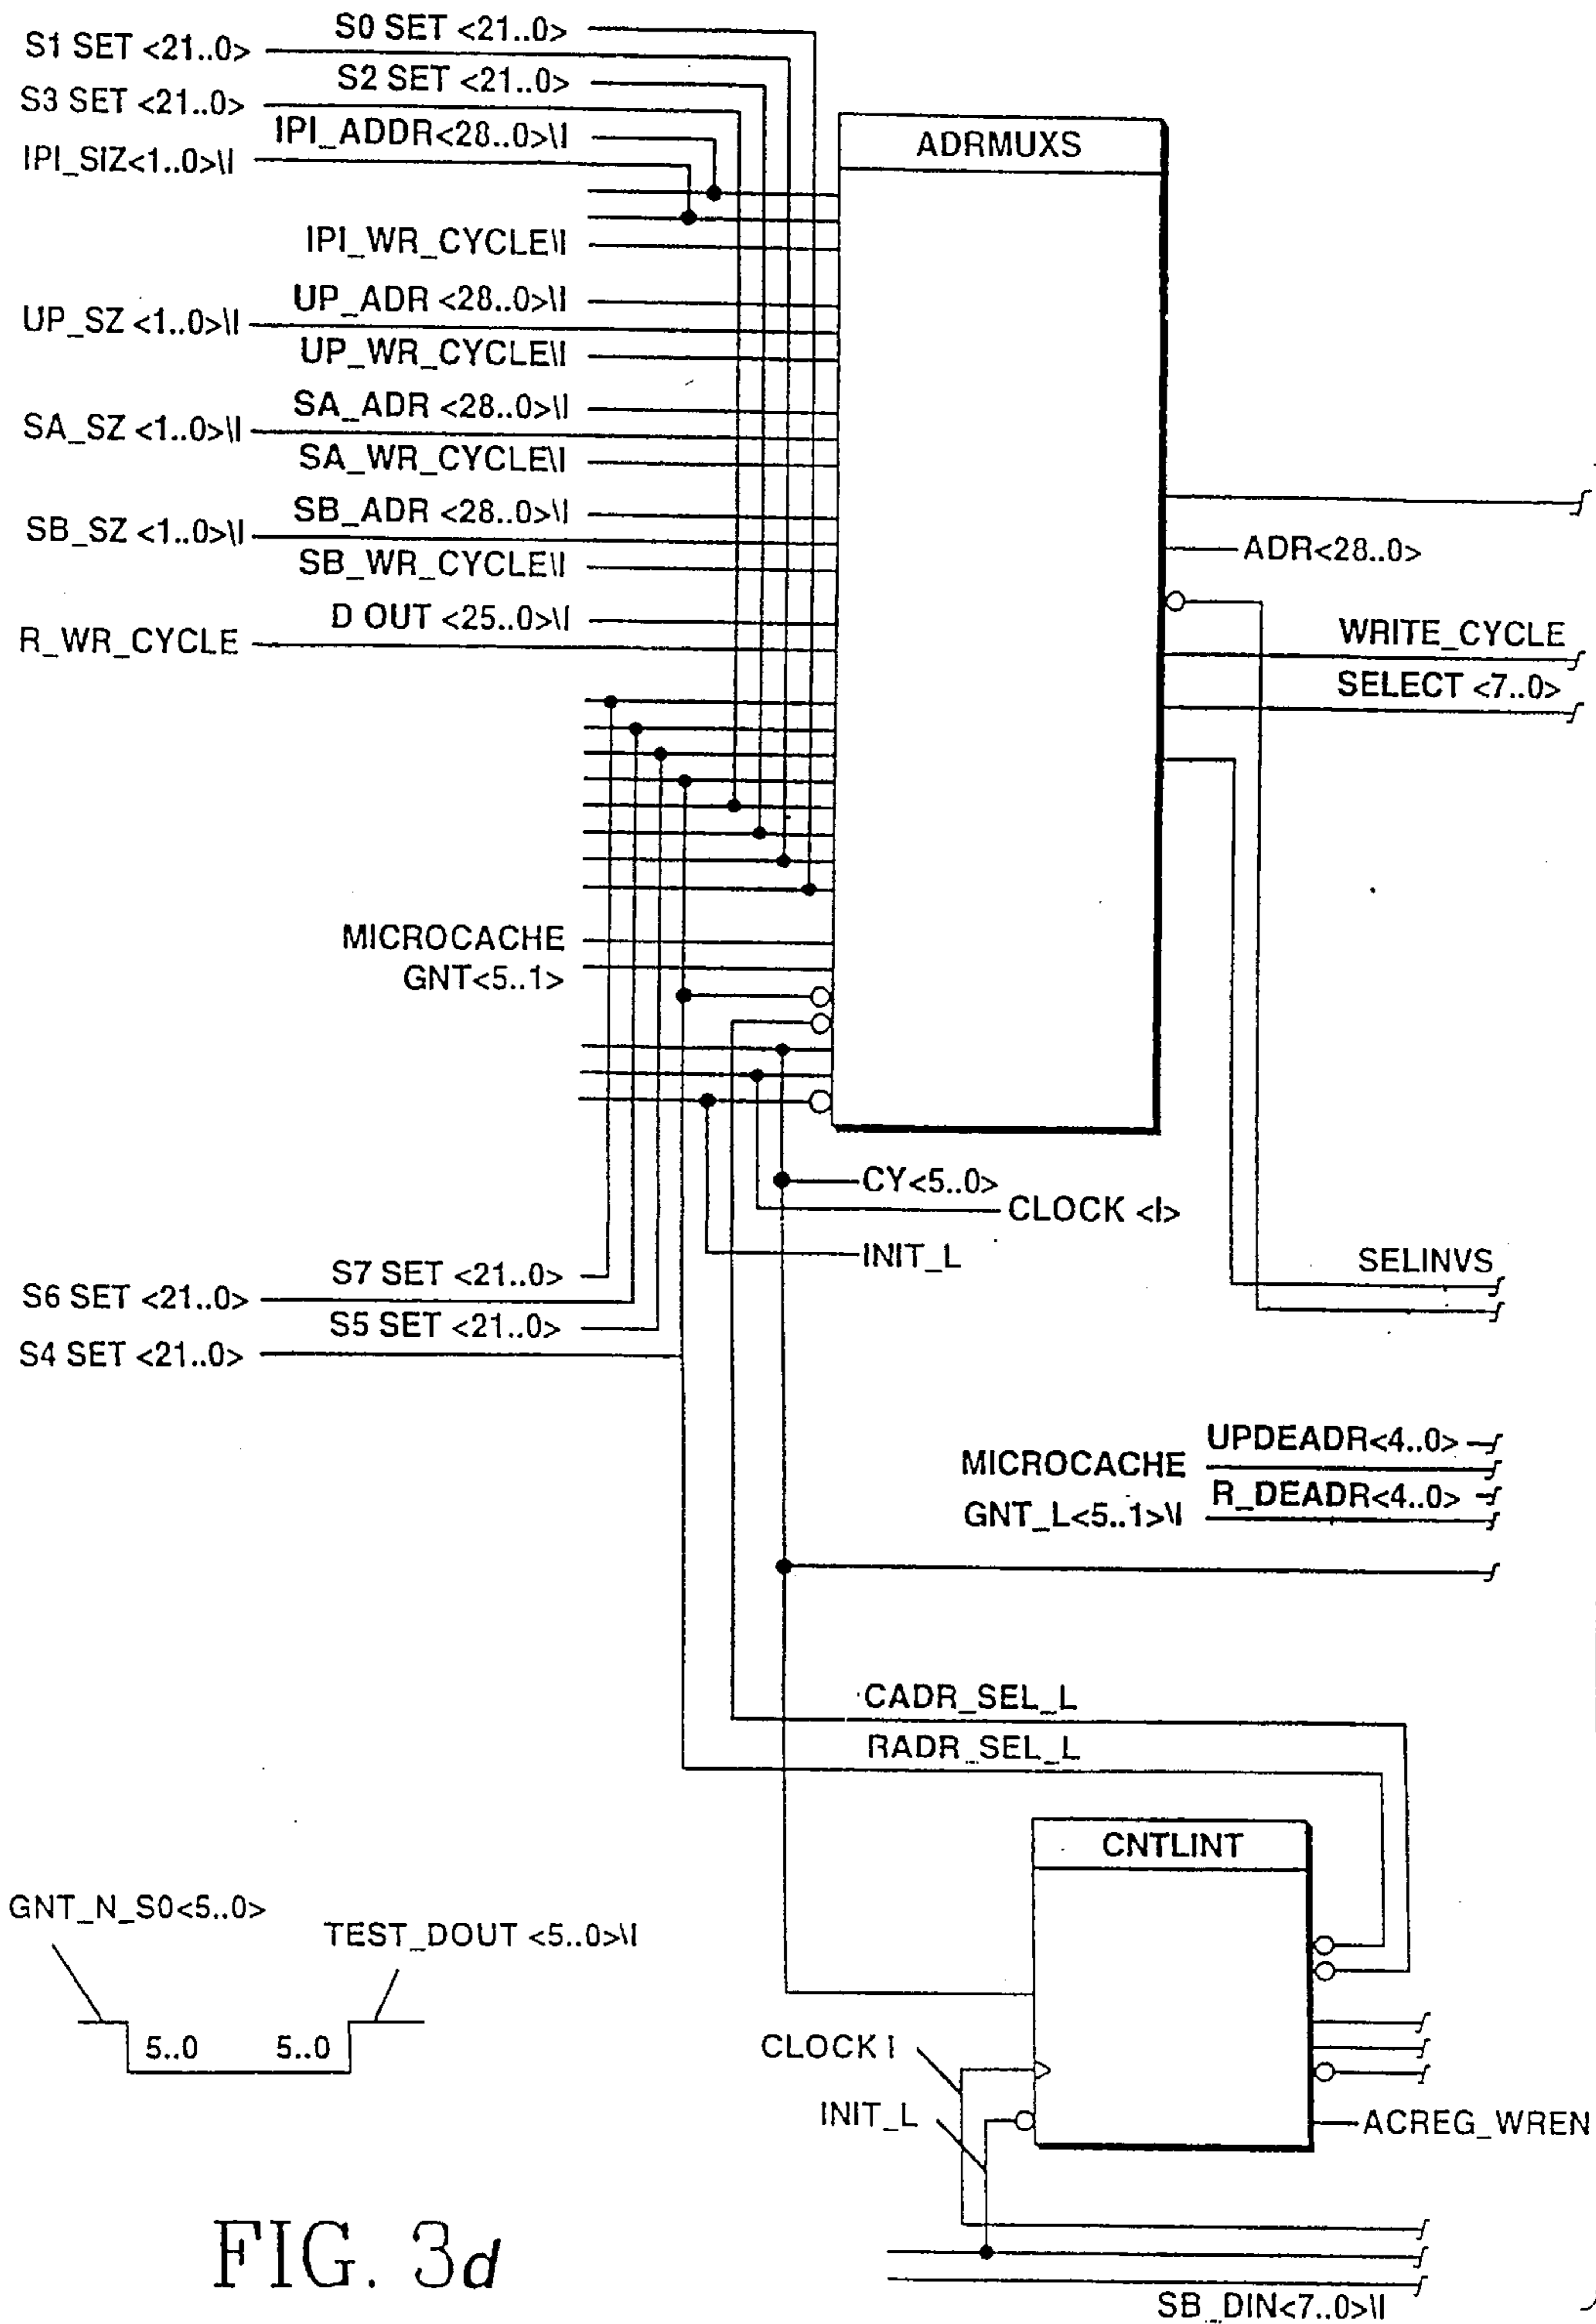 S0 SET <21..0>
S1 SET <21..0>
S2 SET <21..0>
S3 SET <21..0>
IPI_ADDR<28..0>\I
IPI_SIZ<1..0>\I
ADRMUXS
IPI_WR_CYCLE\I
UP_ADR <28..0>\I
UP_SZ <1..0>\I
UP_WR_CYCLE\I
SA_ADR <28..0>\I
SA_SZ <1..0>\I
SA_WR_CYCLE\I
SB_ADR <28..0>\I
SB_SZ <1..0>\I
SB_WR_CYCLE\I
ADR<28..0>
D OUT <25..0>\I
R_WR_CYCLE
WRITE_CYCLE
SELECT <7..0>
MICROCACHE
GNT<5..1>
CY<5..0>
CLOCK <I>
INIT_L
SELINVS
S7 SET <21..0>
S6 SET <21..0>
S5 SET <21..0>
S4 SET <21..0>
UPDEADR<4..0>
MICROCACHE
R_DEADR<4..0>
GNT_L<5..1>\I
CADR_SEL_L
RADR_SEL_L
CNTLINT
GNT_N_S0<5..0>
TEST_DOUT <5..0>\I
5..0 5..0
CLOCK I
INIT_L
ACREG_WREN
SB_DIN<7..0>\I
FIG. 3d